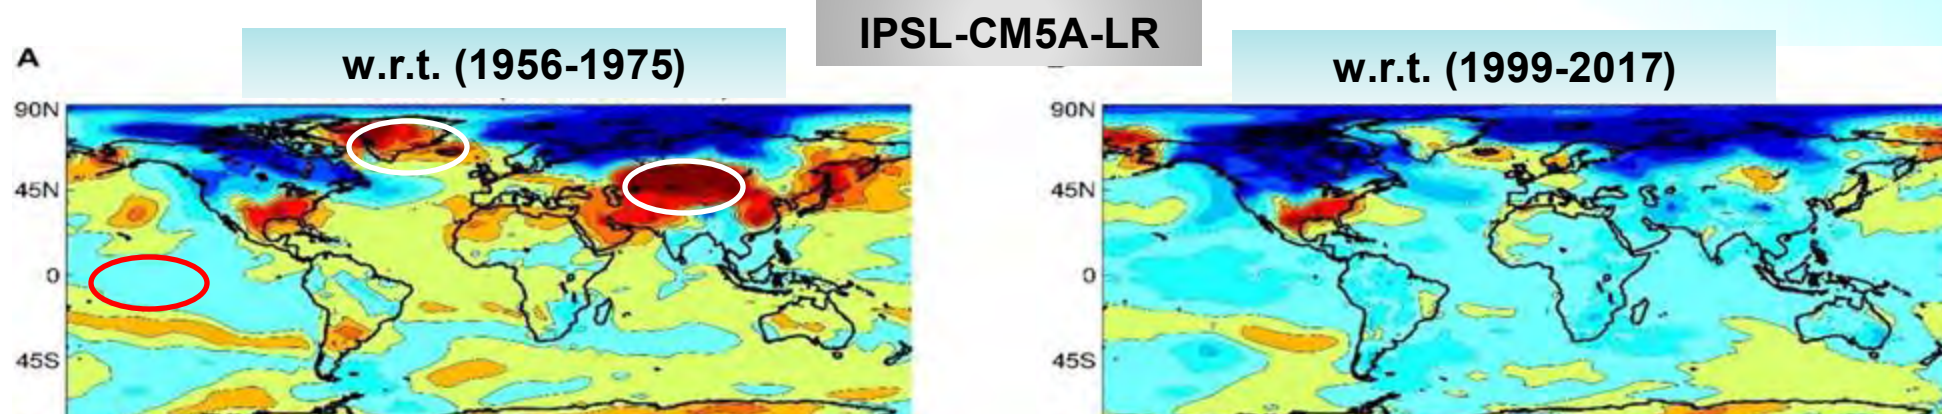 IPSL-CM5A-LR
A
w.r.t. (1956-1975)
w.r.t. (1999-2017)
90N
45N
0
45S
90N
45N
0
45S